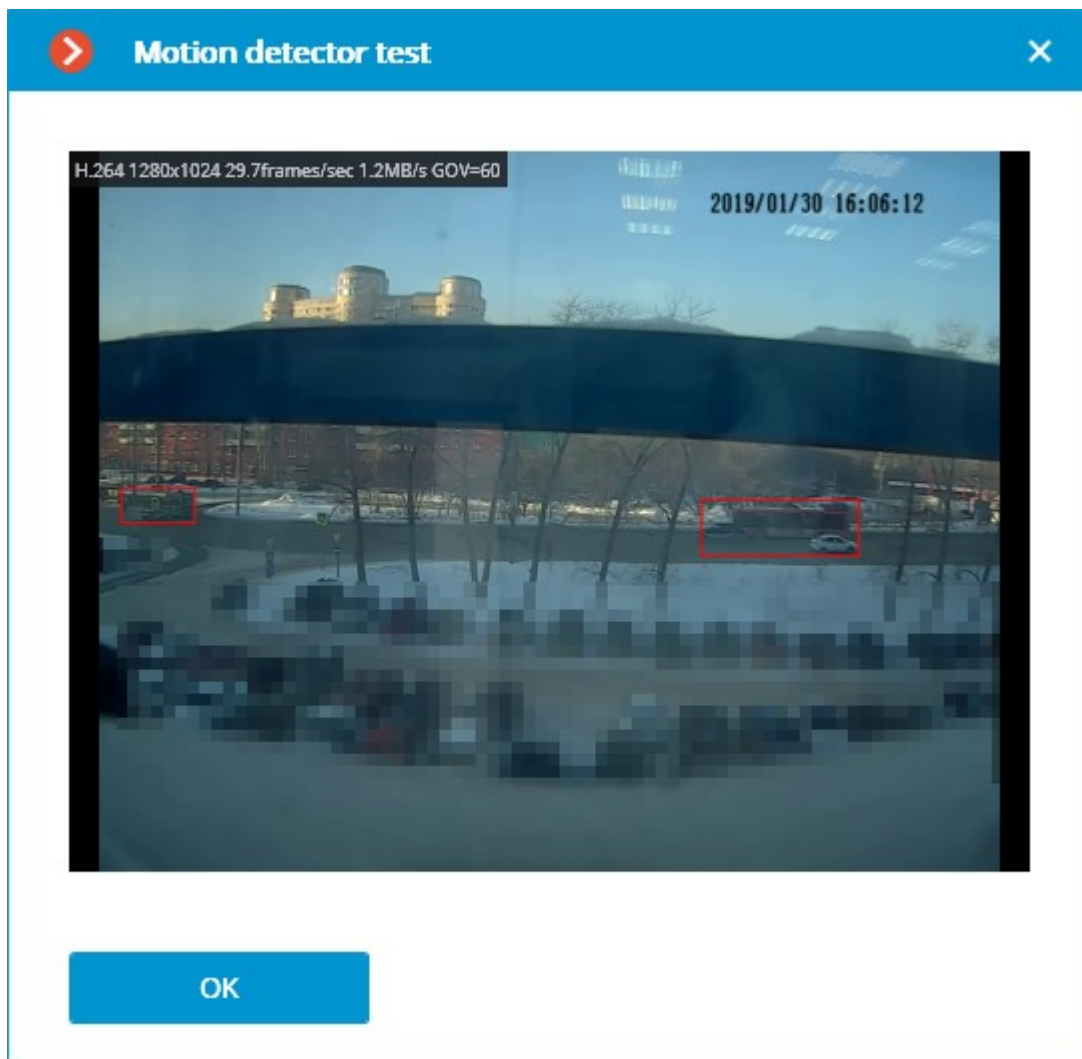 Motion detector test
H.264 1280x1024 29.7frames/sec 1.2MB/s GOV=60
2019/01/30 16:06:12
OK